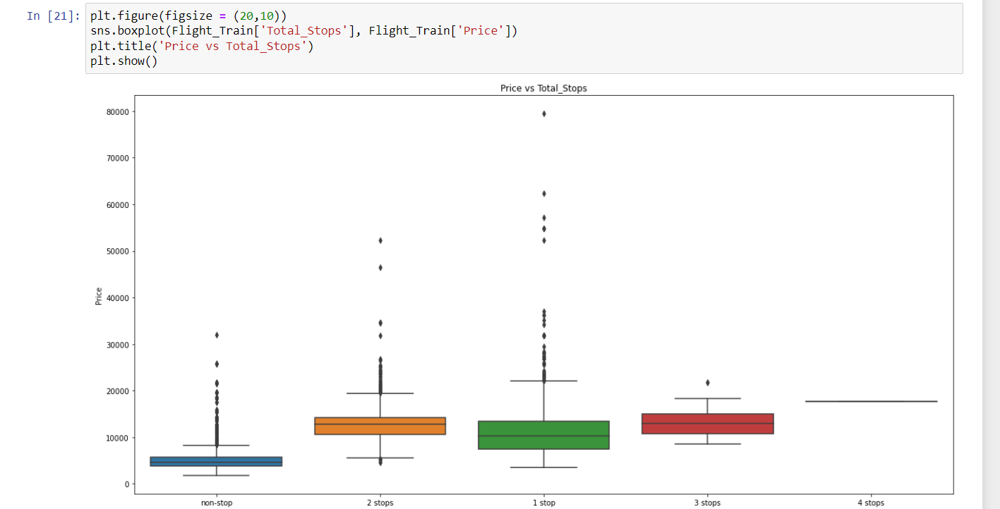 In [21]: plt.figure(figsize = (20,10))
sns.boxplot(Flight_Train['Total_Stops'], Flight_Train['Price'])
plt.title('Price vs Total_Stops')
plt.show()
Price vs Total_Stops
80000
70000
60000
50000
40000
30000
20000
10000
0
Price
non-stop 2 stops 1 stop 3 stops 4 stops